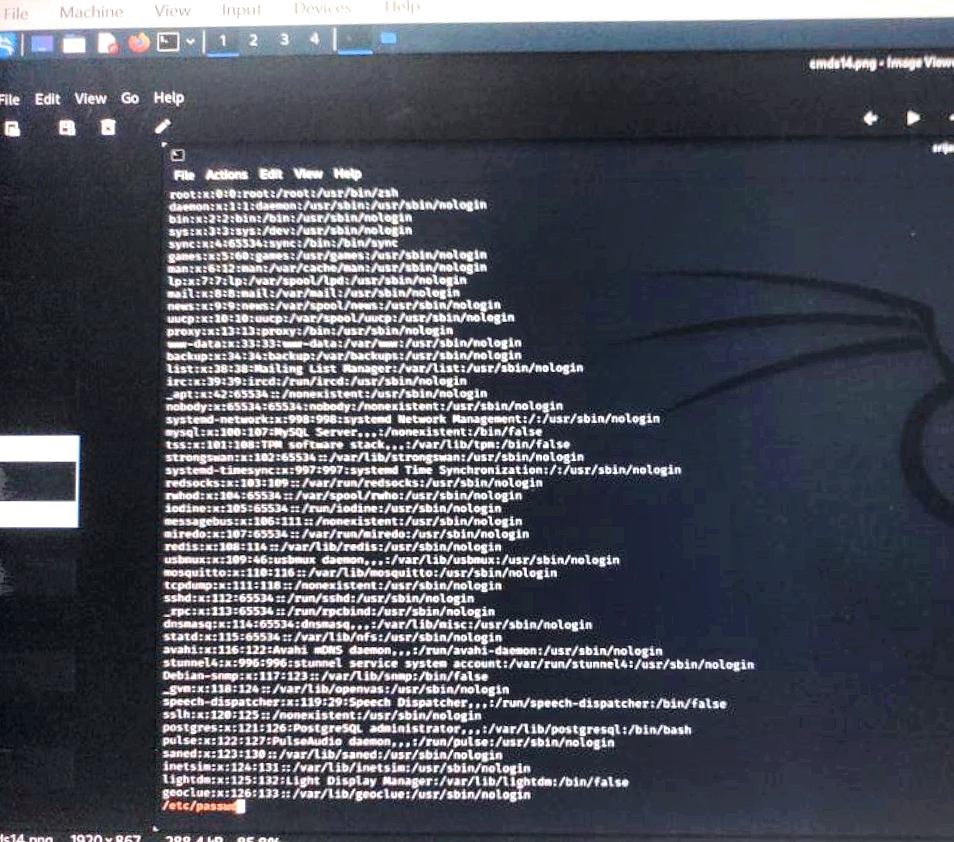 File Machine View Input Devices Help
1 2 3 4
cmds14.png - Image View
File Edit View Go Help
File Actions Edit View Help
root:x:0:0:root:/root:/usr/bin/zsh
daemon:x:1:1:daemon:/usr/sbin:/usr/sbin/nologin
bin:x:2:2:bin:/bin:/usr/sbin/nologin
sys:x:3:3:sys:/dev:/usr/sbin/nologin
sync:x:4:65534:sync:/bin:/bin/sync
games:x:5:60:games:/usr/games:/usr/sbin/nologin
man:x:6:12:man:/var/cache/man:/usr/sbin/nologin
lp:x:7:7:lp:/var/spool/lpd:/usr/sbin/nologin
mail:x:8:8:mail:/var/mail:/usr/sbin/nologin
news:x:9:9:news:/var/spool/news:/usr/sbin/nologin
uucp:x:10:10:uucp:/var/spool/uucp:/usr/sbin/nologin
proxy:x:13:13:proxy:/bin:/usr/sbin/nologin
www-data:x:33:33:www-data:/var/www:/usr/sbin/nologin
backup:x:34:34:backup:/var/backups:/usr/sbin/nologin
list:x:38:38:Mailing List Manager:/var/list:/usr/sbin/nologin
irc:x:39:39:ircd:/run/ircd:/usr/sbin/nologin
_apt:x:42:65534::/nonexistent:/usr/sbin/nologin
nobody:x:65534:65534:nobody:/nonexistent:/usr/sbin/nologin
systemd-network:x:998:998:systemd Network Management:/:/usr/sbin/nologin
mysql:x:100:107:MySQL Server,,,:/nonexistent:/bin/false
tss:x:101:108:TPM software stack,,,:/var/lib/tpm:/bin/false
strongswan:x:102:65534::/var/lib/strongswan:/usr/sbin/nologin
systemd-timesync:x:997:997:systemd Time Synchronization:/:/usr/sbin/nologin
redsocks:x:103:109::/var/run/redsocks:/usr/sbin/nologin
rwhod:x:104:65534::/var/spool/rwho:/usr/sbin/nologin
iodine:x:105:65534::/run/iodine:/usr/sbin/nologin
messagebus:x:106:111::/nonexistent:/usr/sbin/nologin
miredo:x:107:65534::/var/run/miredo:/usr/sbin/nologin
redis:x:108:114::/var/lib/redis:/usr/sbin/nologin
usbmux:x:109:46:usbmux daemon,,,:/var/lib/usbmux:/usr/sbin/nologin
mosquitto:x:110:116::/var/lib/mosquitto:/usr/sbin/nologin
tcpdump:x:111:118::/nonexistent:/usr/sbin/nologin
sshd:x:112:65534::/run/sshd:/usr/sbin/nologin
_rpc:x:113:65534::/run/rpcbind:/usr/sbin/nologin
dnsmasq:x:114:65534:dnsmasq,,,:/var/lib/misc:/usr/sbin/nologin
statd:x:115:65534::/var/lib/nfs:/usr/sbin/nologin
avahi:x:116:122:Avahi mDNS daemon,,,:/run/avahi-daemon:/usr/sbin/nologin
stunnel4:x:996:996:stunnel service system account:/var/run/stunnel4:/usr/sbin/nologin
Debian-snmp:x:117:123::/var/lib/snmp:/bin/false
_gvm:x:118:124::/var/lib/openvas:/usr/sbin/nologin
speech-dispatcher:x:119:29:Speech Dispatcher,,,:/run/speech-dispatcher:/bin/false
sslh:x:120:125::/nonexistent:/usr/sbin/nologin
postgres:x:121:126:PostgreSQL administrator,,,:/var/lib/postgresql:/bin/bash
pulse:x:122:127:PulseAudio daemon,,,:/run/pulse:/usr/sbin/nologin
saned:x:123:130::/var/lib/saned:/usr/sbin/nologin
inetsim:x:124:131::/var/lib/inetsim:/usr/sbin/nologin
lightdm:x:125:132:Light Display Manager:/var/lib/lightdm:/bin/false
geoclue:x:126:133::/var/lib/geoclue:/usr/sbin/nologin
/etc/passwd
ds14.png 1920 x 867